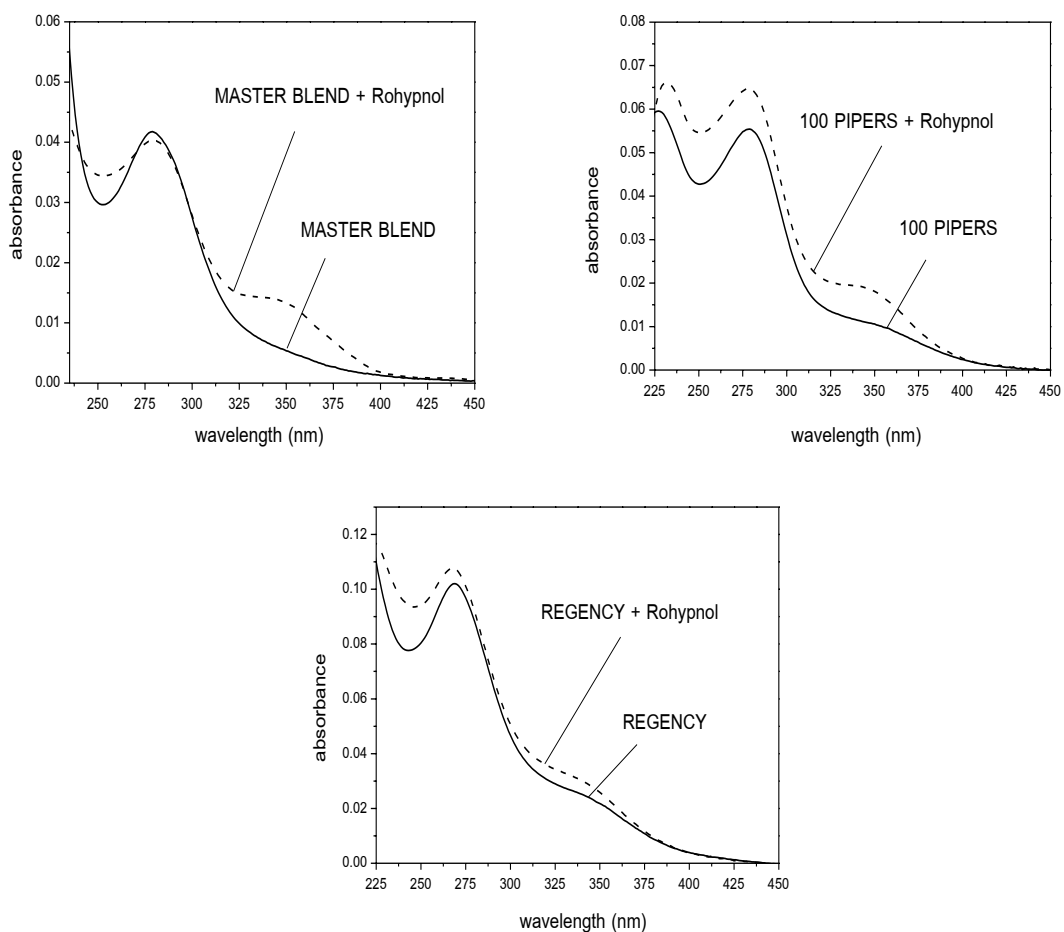 0.06
0.05
0.04
0.03
0.02
0.01
0.00
absorbance
MASTER BLEND + Rohypnol
MASTER BLEND
250 275 300 325 350 375 400 425 450
wavelength (nm)
0.08
0.07
0.06
0.05
0.04
0.03
0.02
0.01
0.00
absorbance
100 PIPERS + Rohypnol
100 PIPERS
225 250 275 300 325 350 375 400 425 450
wavelength (nm)
0.12
0.10
0.08
0.06
0.04
0.02
0.00
absorbance
REGENCY + Rohypnol
REGENCY
225 250 275 300 325 350 375 400 425 450
wavelength (nm)